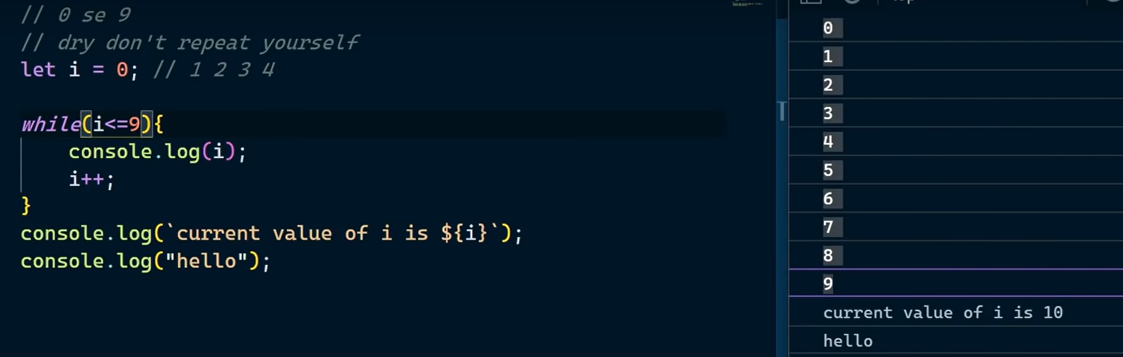 // 0 se 9
// dry don't repeat yourself
let i = 0; // 1 2 3 4
while(i<=9){
    console.log(i);
    i++;
}
console.log(`current value of i is ${i}`);
console.log("hello");
0
1
2
3
4
5
6
7
8
9
current value of i is 10
hello